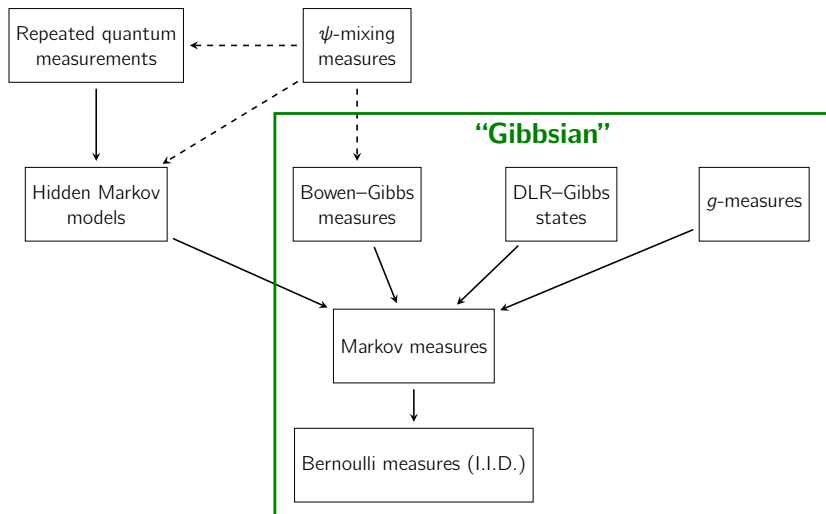 Repeated quantum
measurements
ψ-mixing
measures
“Gibbsian”
Hidden Markov
models
Bowen–Gibbs
measures
DLR–Gibbs
states
g-measures
Markov measures
Bernoulli measures (I.I.D.)